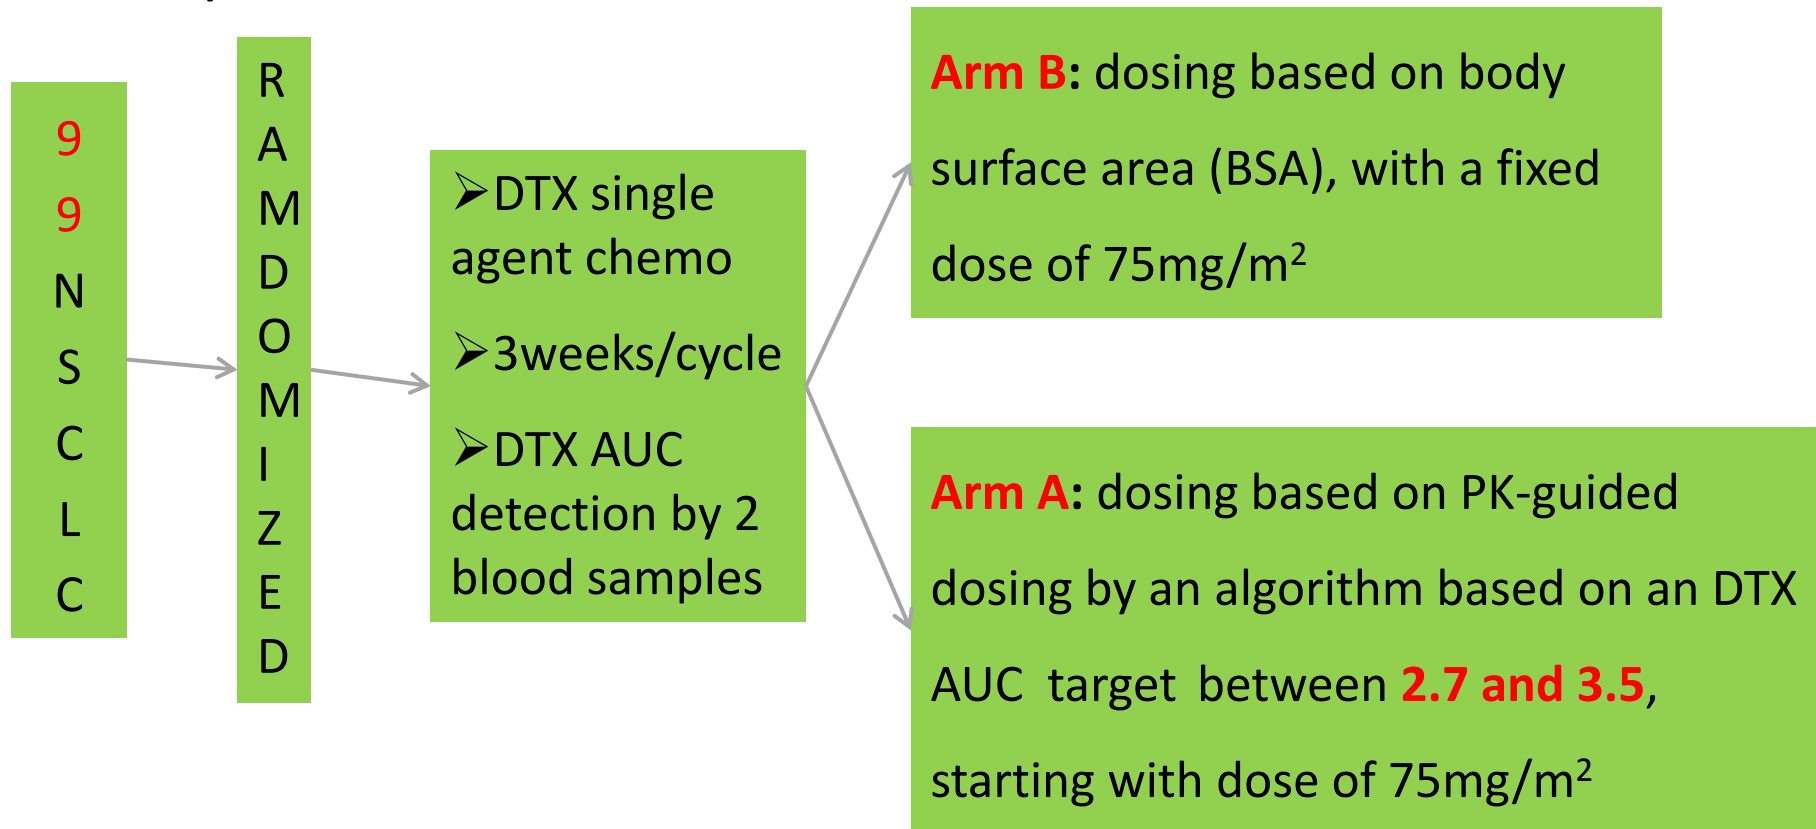 99NSCLC
RAMDOMIZED
➢DTX single
agent chemo
➢3weeks/cycle
➢DTX AUC
detection by 2
blood samples
Arm B: dosing based on body
surface area (BSA), with a fixed
dose of 75mg/m²
Arm A: dosing based on PK-guided
dosing by an algorithm based on an DTX
AUC target between 2.7 and 3.5,
starting with dose of 75mg/m²